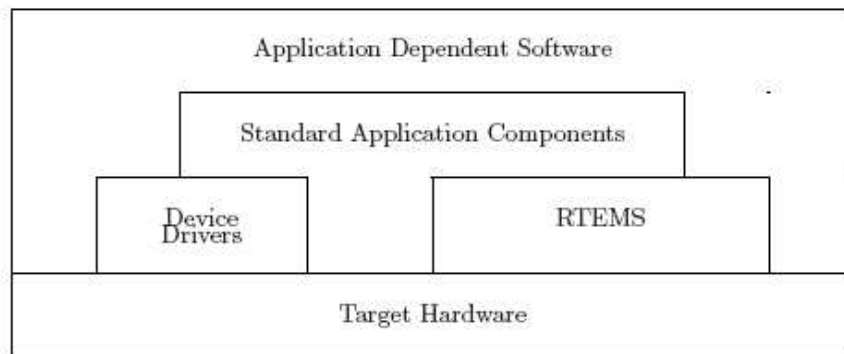 Application Dependent Software
Standard Application Components
Device
Drivers
RTEMS
Target Hardware